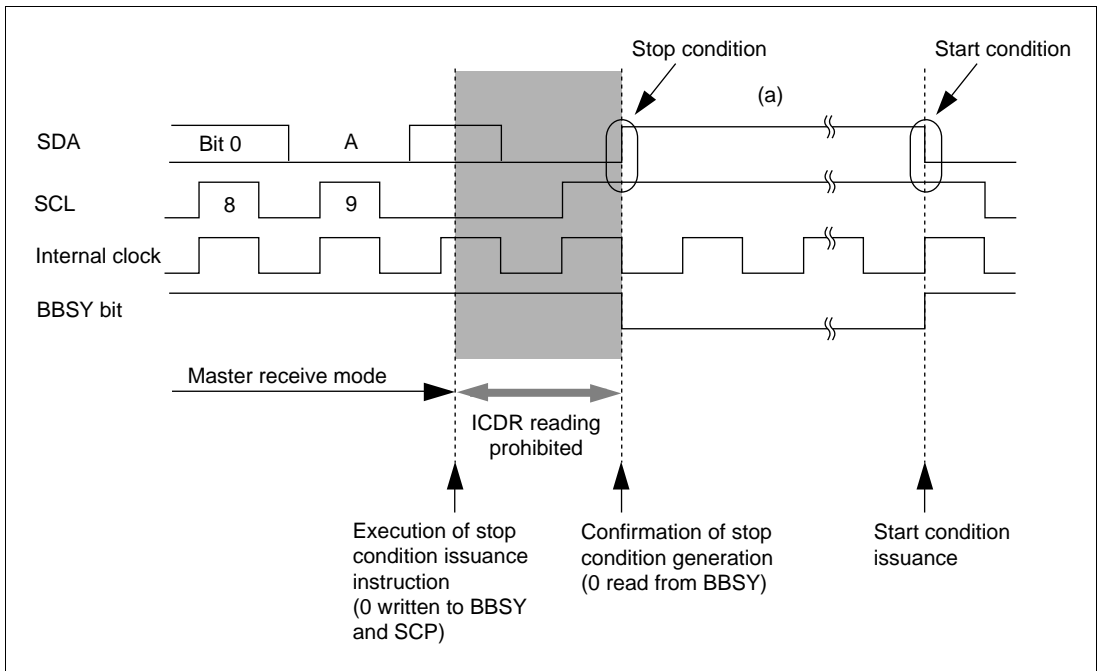 Stop condition
Start condition
(a)
SDA
Bit 0
A
SCL
8
9
Internal clock
BBSY bit
Master receive mode
ICDR reading
prohibited
Execution of stop
condition issuance
instruction
(0 written to BBSY
and SCP)
Confirmation of stop
condition generation
(0 read from BBSY)
Start condition
issuance